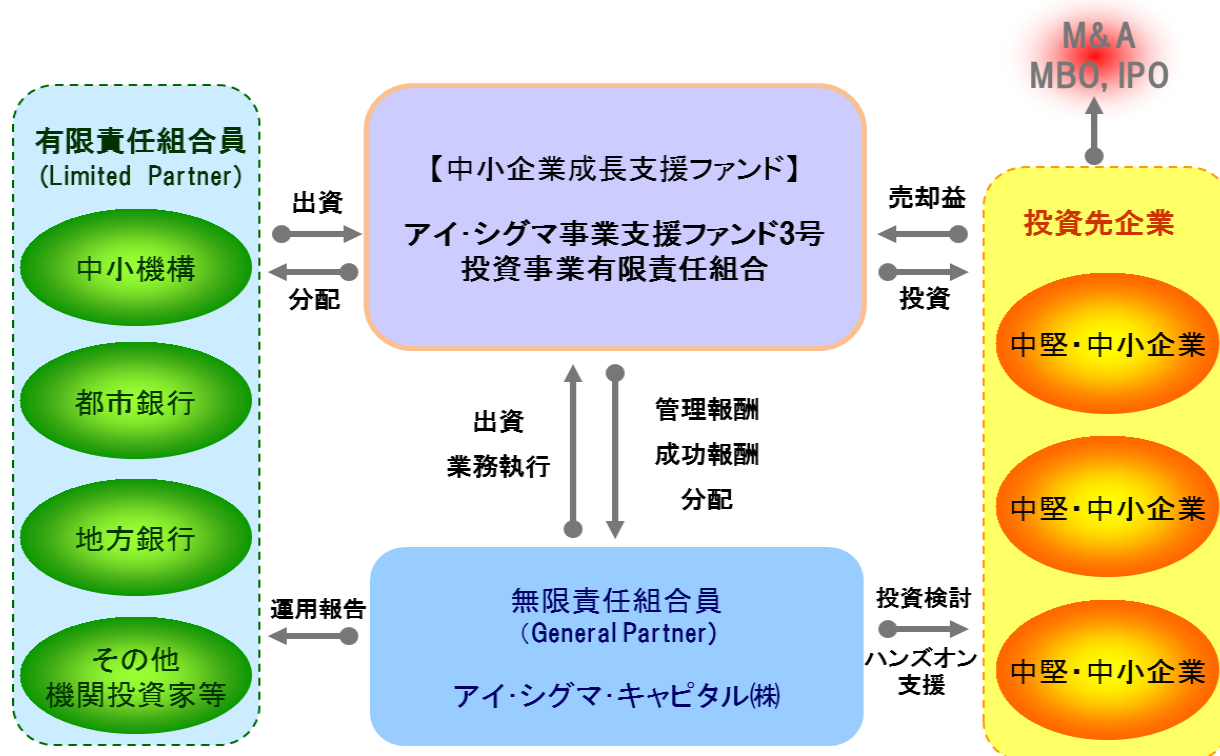 M&A
MBO, IPO
有限責任組合員
(Limited Partner)
中小機構
都市銀行
地方銀行
その他
機関投資家等
出資
分配
【中小企業成長支援ファンド】
アイ・シグマ事業支援ファンド3号
投資事業有限責任組合
売却益
投資
投資先企業
中堅・中小企業
中堅・中小企業
中堅・中小企業
出資
業務執行
管理報酬
成功報酬
分配
運用報告
無限責任組合員
（General Partner）
アイ・シグマ・キャピタル㈱
投資検討
ハンズオン
支援